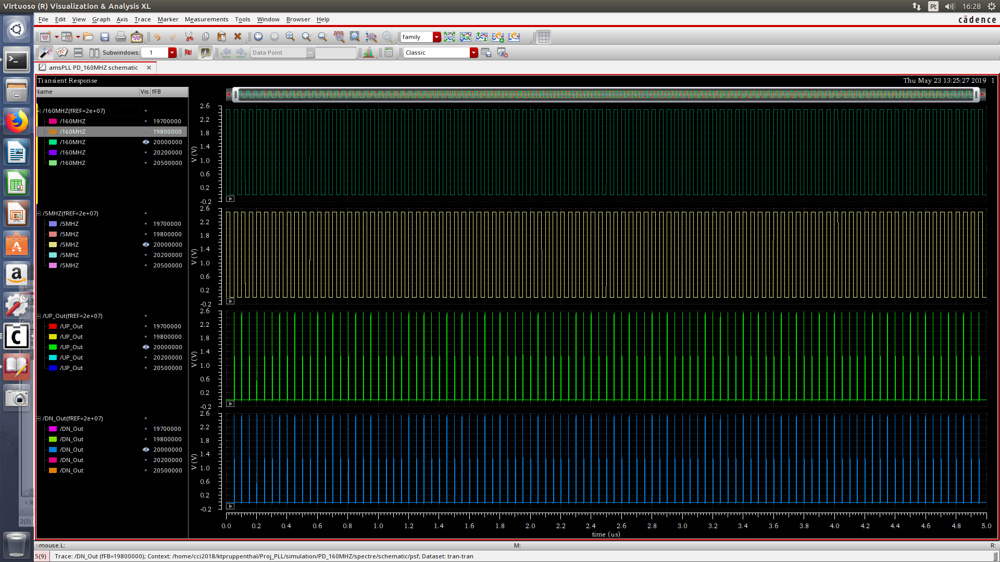 Virtuoso (R) Visualization & Analysis XL
Pt
16:28
File Edit View Graph Axis Trace Marker Measurements Tools Window Browser Help
cādence
family
Subwindows: 1
Data Point
Classic
amsPLL PD_160MHZ schematic
Transient Response
Thu May 23 13:25:27 2019 1
Name Vis fFB
/160MHZ(fREF=2e+07)
/160MHZ 19700000
/160MHZ 19800000
/160MHZ 20000000
/160MHZ 20200000
/160MHZ 20500000
2.6
2.2
1.8
1.4
1.0
0.6
0.2
-0.2
V (V)
/5MHZ(fREF=2e+07)
/5MHZ 19700000
/5MHZ 19800000
/5MHZ 20000000
/5MHZ 20200000
/5MHZ 20500000
2.6
2.2
1.8
1.4
1.0
0.6
0.2
-0.2
V (V)
/UP_Out(fREF=2e+07)
/UP_Out 19700000
/UP_Out 19800000
/UP_Out 20000000
/UP_Out 20200000
/UP_Out 20500000
2.6
2.2
1.8
1.4
1.0
0.6
0.2
-0.2
V (V)
/DN_Out(fREF=2e+07)
/DN_Out 19700000
/DN_Out 19800000
/DN_Out 20000000
/DN_Out 20200000
/DN_Out 20500000
2.6
2.2
1.8
1.4
1.0
0.6
0.2
-0.2
V (V)
0.0 0.2 0.4 0.6 0.8 1.0 1.2 1.4 1.6 1.8 2.0 2.2 2.4 2.6 2.8 3.0 3.2 3.4 3.6 3.8 4.0 4.2 4.4 4.6 4.8 5.0
time (us)
> R
2(3)
mouse L: M: R:
5(9) Trace: /DN_Out (fFB=19800000); Context: /home/cci2018/ktpruppenthal/Proj_PLL/simulation/PD_160MHZ/spectre/schematic/psf; Dataset: tran-tran